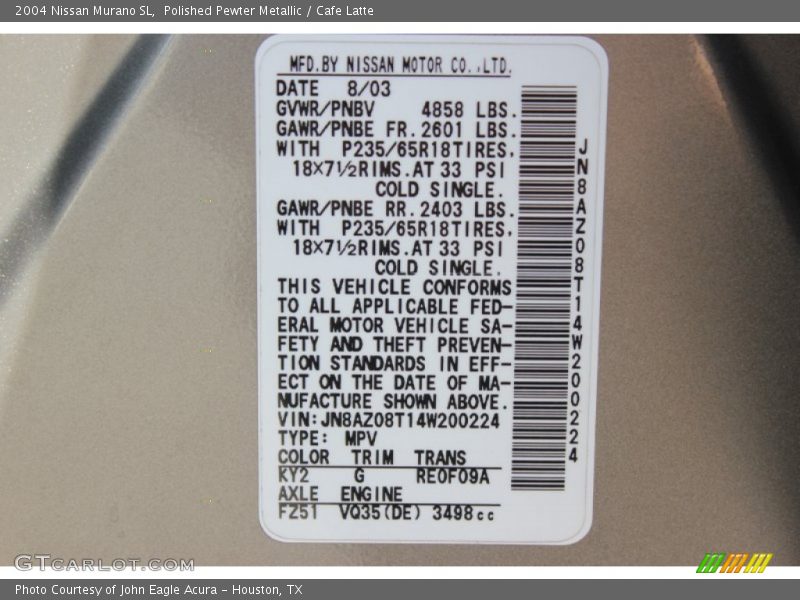 2004 Nissan Murano SL,  Polished Pewter Metallic / Cafe Latte
MFD.BY NISSAN MOTOR CO.,LTD.
DATE 8/03
GVWR/PNBV 4858 LBS.
GAWR/PNBE FR.2601 LBS.
WITH P235/65R18TIRES,
18×7½RIMS.AT 33 PSI
COLD SINGLE.
GAWR/PNBE RR.2403 LBS.
WITH P235/65R18TIRES,
18×7½RIMS.AT 33 PSI
COLD SINGLE.
THIS VEHICLE CONFORMS
TO ALL APPLICABLE FED-
ERAL MOTOR VEHICLE SA-
FETY AND THEFT PREVEN-
TION STANDARDS IN EFF-
ECT ON THE DATE OF MA-
NUFACTURE SHOWN ABOVE.
VIN:JN8AZ08T14W200224
TYPE: MPV
COLOR TRIM TRANS
KY2 G RE0F09A
AXLE ENGINE
FZ51 VQ35(DE) 3498cc
JN8AZ08T14W200224
GTCARLOT.COM
Photo Courtesy of John Eagle Acura - Houston, TX